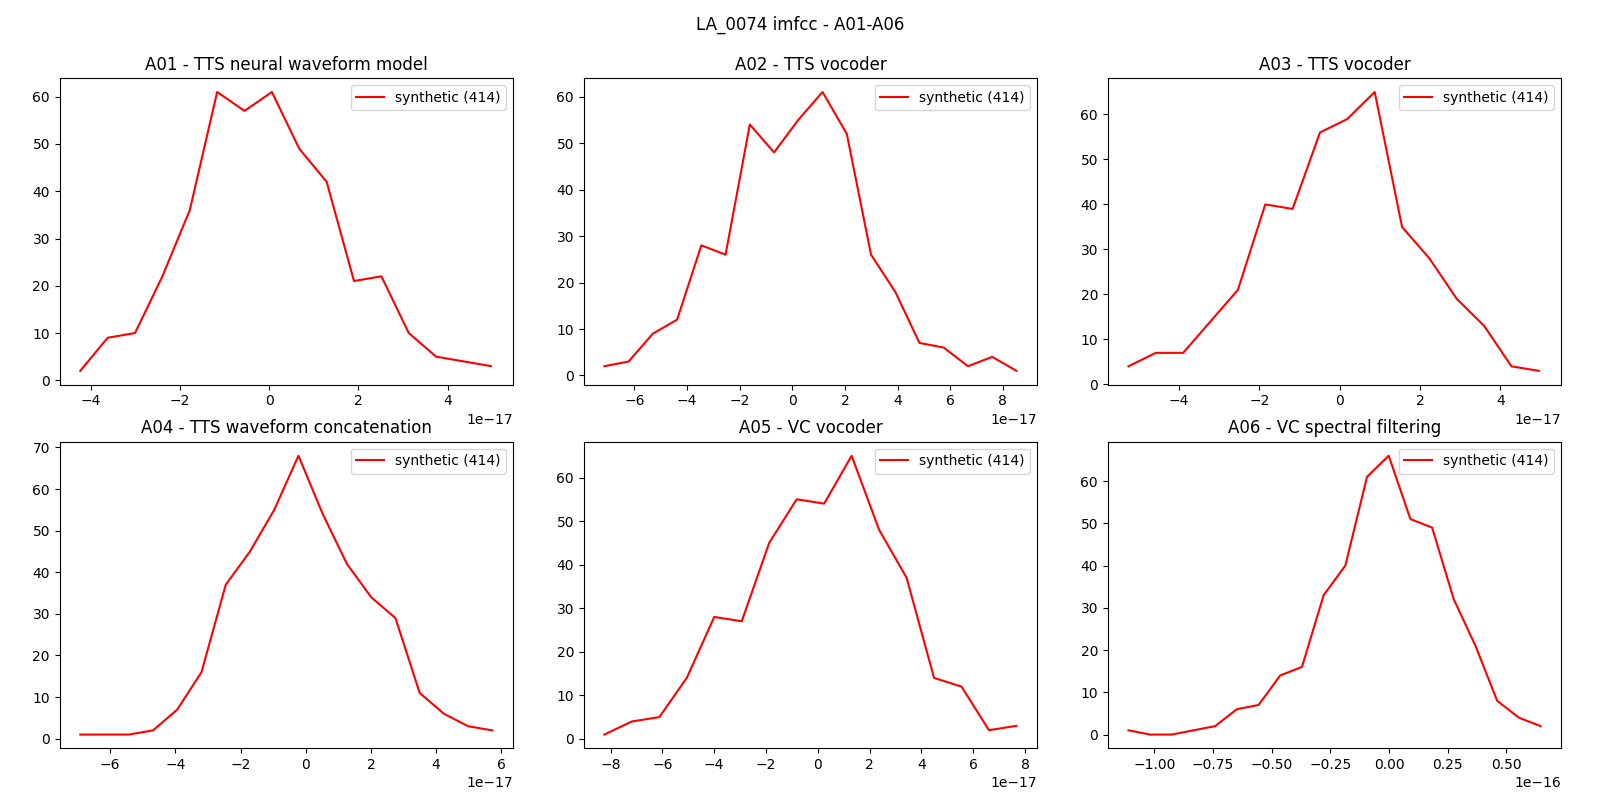 LA_0074 imfcc - A01-A06
A01 - TTS neural waveform model
synthetic (414)
60
50
40
30
20
10
0
−4 −2 0 2 4
1e−17
A02 - TTS vocoder
synthetic (414)
60
50
40
30
20
10
0
−6 −4 −2 0 2 4 6 8
1e−17
A03 - TTS vocoder
synthetic (414)
60
50
40
30
20
10
0
−4 −2 0 2 4
1e−17
A04 - TTS waveform concatenation
synthetic (414)
70
60
50
40
30
20
10
0
−6 −4 −2 0 2 4 6
1e−17
A05 - VC vocoder
synthetic (414)
60
50
40
30
20
10
0
−8 −6 −4 −2 0 2 4 6 8
1e−17
A06 - VC spectral filtering
synthetic (414)
60
50
40
30
20
10
0
−1.00 −0.75 −0.50 −0.25 0.00 0.25 0.50
1e−16